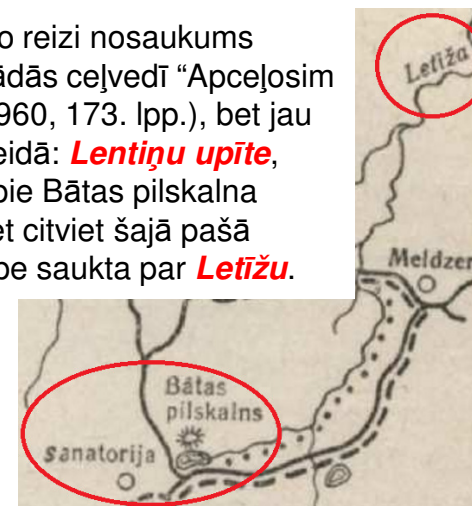 o reizi nosaukums
ādās ceļvedī “Apceļosim
960, 173. lpp.), bet jau
eidā: Lentiņu upīte,
pie Bātas pilskalna
et citviet šajā pašā
pe saukta par Letīžu.
Letīža
Meldzer
Bātas
pilskalns
sanatorija